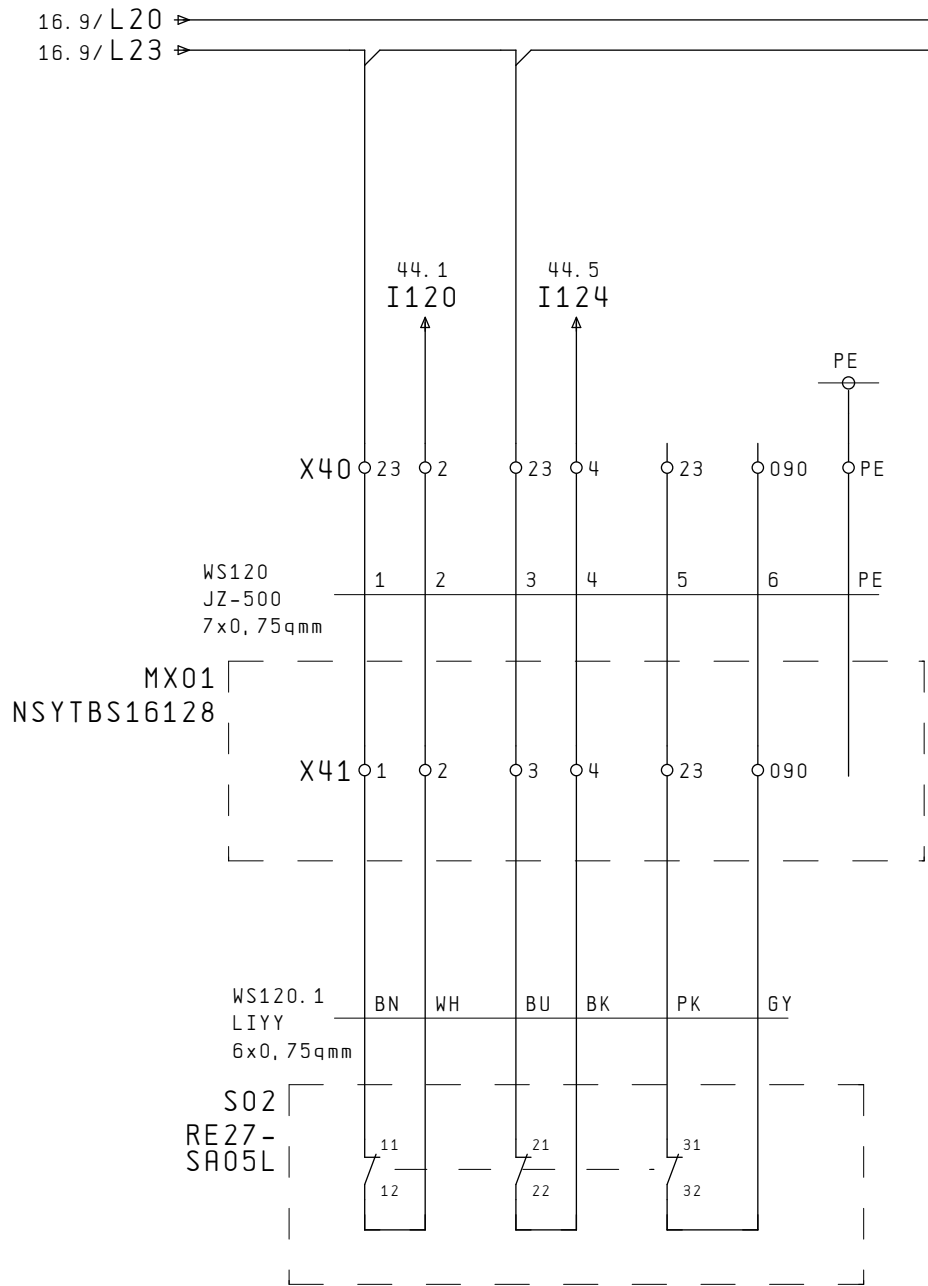 16.9/L20
16.9/L23
44.1 44.5
I120 I124
PE
X40 23 2 23 4 23 090 PE
WS120 1 2 3 4 5 6 PE
JZ-500
7x0,75qmm
MX01
NSYTBS16128
X41 1 2 3 4 23 090
WS120.1 BN WH BU BK PK GY
LIYY
6x0,75qmm
S02
RE27-
SA05L
11 21 31
12 22 32